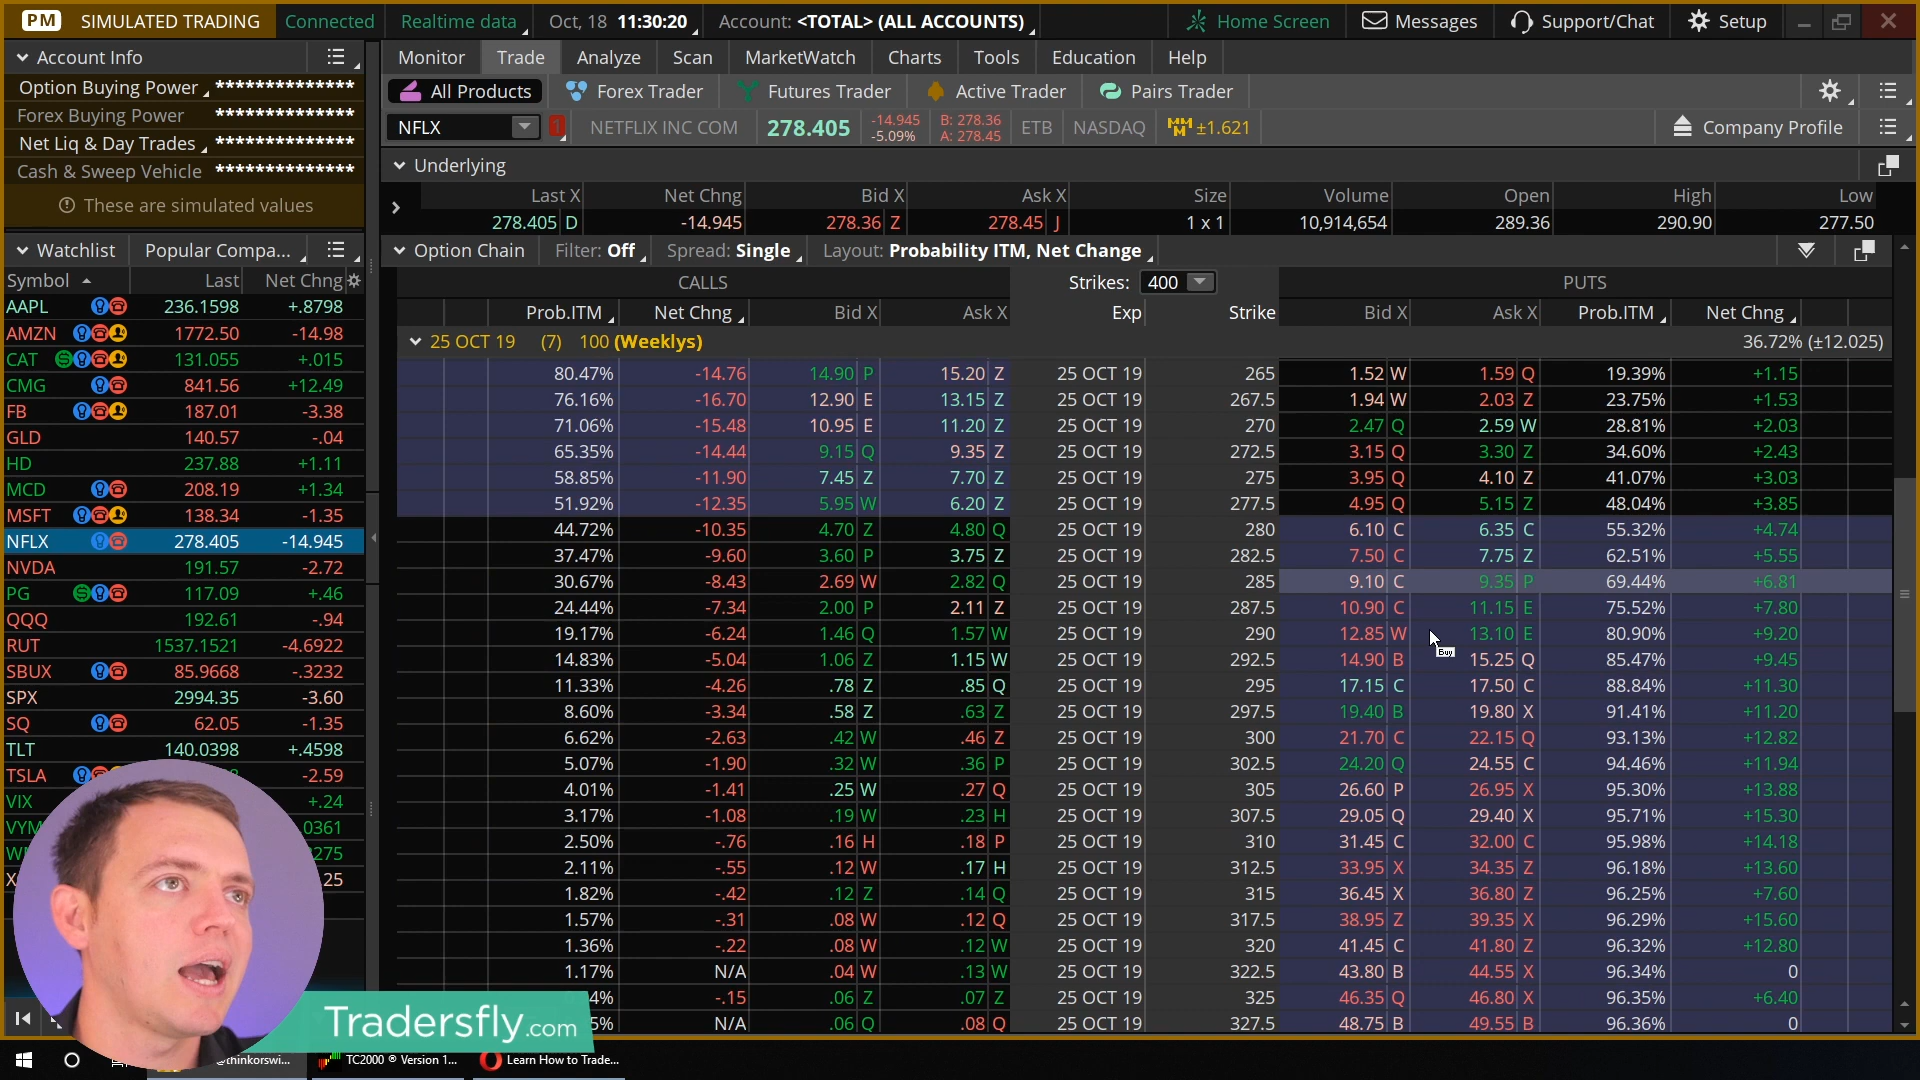 PM SIMULATED TRADING Connected Realtime data Oct, 18 11:30:20 Account: <TOTAL> (ALL ACCOUNTS) Home Screen Messages Support/Chat Setup
Account Info
Option Buying Power **************
Forex Buying Power **************
Net Liq & Day Trades **************
Cash & Sweep Vehicle **************
These are simulated values
Watchlist Popular Compa...
Symbol Last Net Chng
AAPL 236.1598 +.8798
AMZN 1772.50 -14.98
CAT 131.055 +.015
CMG 841.56 +12.49
FB 187.01 -3.38
GLD 140.57 -.04
HD 237.88 +1.11
MCD 208.19 +1.34
MSFT 138.34 -1.35
NFLX 278.405 -14.945
NVDA 191.57 -2.72
PG 117.09 +.46
QQQ 192.61 -.94
RUT 1537.1521 -4.6922
SBUX 85.9668 -.3232
SPX 2994.35 -3.60
SQ 62.05 -1.35
TLT 140.0398 +.4598
TSLA -2.59
VIX +.24
VYM 0361
275
25
Monitor Trade Analyze Scan MarketWatch Charts Tools Education Help
All Products Forex Trader Futures Trader Active Trader Pairs Trader
NFLX 1 NETFLIX INC COM 278.405 -14.945 -5.09% B: 278.36 A: 278.45 ETB NASDAQ ±1.621 Company Profile
Underlying
Last X Net Chng Bid X Ask X Size Volume Open High Low
278.405 D -14.945 278.36 Z 278.45 J 1 x 1 10,914,654 289.36 290.90 277.50
Option Chain Filter: Off Spread: Single Layout: Probability ITM, Net Change
CALLS Strikes: 400 PUTS
Prob.ITM Net Chng Bid X Ask X Exp Strike Bid X Ask X Prob.ITM Net Chng
25 OCT 19 (7) 100 (Weeklys) 36.72% (±12.025)
80.47% -14.76 14.90 P 15.20 Z 25 OCT 19 265 1.52 W 1.59 Q 19.39% +1.15
76.16% -16.70 12.90 E 13.15 Z 25 OCT 19 267.5 1.94 W 2.03 Z 23.75% +1.53
71.06% -15.48 10.95 E 11.20 Z 25 OCT 19 270 2.47 Q 2.59 W 28.81% +2.03
65.35% -14.44 9.15 Q 9.35 Z 25 OCT 19 272.5 3.15 Q 3.30 Z 34.60% +2.43
58.85% -11.90 7.45 Z 7.70 Z 25 OCT 19 275 3.95 Q 4.10 Z 41.07% +3.03
51.92% -12.35 5.95 W 6.20 Z 25 OCT 19 277.5 4.95 Q 5.15 Z 48.04% +3.85
44.72% -10.35 4.70 Z 4.80 Q 25 OCT 19 280 6.10 C 6.35 C 55.32% +4.74
37.47% -9.60 3.60 P 3.75 Z 25 OCT 19 282.5 7.50 C 7.75 Z 62.51% +5.55
30.67% -8.43 2.69 W 2.82 Q 25 OCT 19 285 9.10 C 9.35 P 69.44% +6.81
24.44% -7.34 2.00 P 2.11 Z 25 OCT 19 287.5 10.90 C 11.15 E 75.52% +7.80
19.17% -6.24 1.46 Q 1.57 W 25 OCT 19 290 12.85 W 13.10 E 80.90% +9.20
Buy
14.83% -5.04 1.06 Z 1.15 W 25 OCT 19 292.5 14.90 B 15.25 Q 85.47% +9.45
11.33% -4.26 .78 Z .85 Q 25 OCT 19 295 17.15 C 17.50 C 88.84% +11.30
8.60% -3.34 .58 Z .63 Z 25 OCT 19 297.5 19.40 B 19.80 X 91.41% +11.20
6.62% -2.63 .42 W .46 Z 25 OCT 19 300 21.70 C 22.15 Q 93.13% +12.82
5.07% -1.90 .32 W .36 P 25 OCT 19 302.5 24.20 Q 24.55 C 94.46% +11.94
4.01% -1.41 .25 W .27 Q 25 OCT 19 305 26.60 P 26.95 X 95.30% +13.88
3.17% -1.08 .19 W .23 H 25 OCT 19 307.5 29.05 Q 29.40 X 95.71% +15.30
2.50% -.76 .16 H .18 P 25 OCT 19 310 31.45 C 32.00 C 95.98% +14.18
2.11% -.55 .12 W .17 H 25 OCT 19 312.5 33.95 X 34.35 Z 96.18% +13.60
1.82% -.42 .12 Z .14 Q 25 OCT 19 315 36.45 X 36.80 Z 96.25% +7.60
1.57% -.31 .08 W .12 Q 25 OCT 19 317.5 38.95 Z 39.35 X 96.29% +15.60
1.36% -.22 .08 W .12 W 25 OCT 19 320 41.45 C 41.80 Z 96.32% +12.80
1.17% N/A .04 W .13 W 25 OCT 19 322.5 43.80 B 44.55 X 96.34% 0
4% -.15 .06 Z .07 Z 25 OCT 19 325 46.35 Q 46.80 X 96.35% +6.40
5% N/A .06 Q .08 Q 25 OCT 19 327.5 48.75 B 49.55 B 96.36% 0
Tradersfly.com
@thinkorswi... TC2000 ® Version 1... Learn How to Trade...